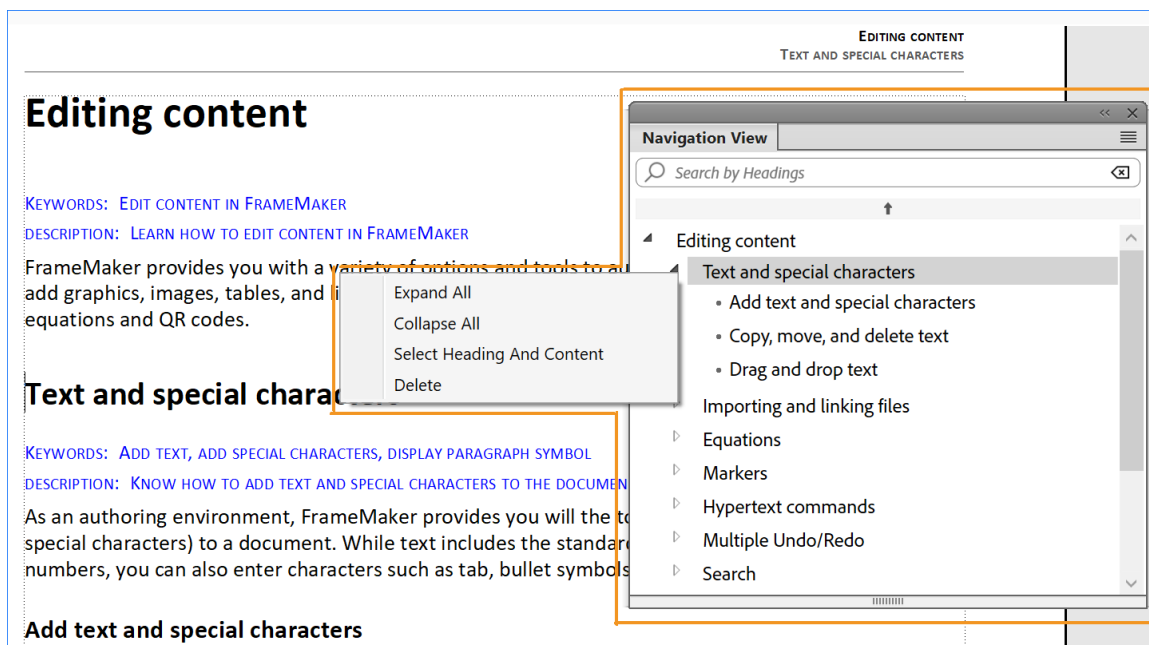 EDITING CONTENT
TEXT AND SPECIAL CHARACTERS
Editing content
KEYWORDS: EDIT CONTENT IN FRAMEMAKER
DESCRIPTION: LEARN HOW TO EDIT CONTENT IN FRAMEMAKER
FrameMaker provides you with a variety of options and tools to
add graphics, images, tables, and
equations and QR codes.
Text and special characters
KEYWORDS: ADD TEXT, ADD SPECIAL CHARACTERS, DISPLAY PARAGRAPH SYMBOL
DESCRIPTION: KNOW HOW TO ADD TEXT AND SPECIAL CHARACTERS TO THE
As an authoring environment, FrameMaker provides you will the
special characters) to a document. While text includes the
numbers, you can also enter characters such as tab, bullet symbols
Add text and special characters
Expand All
Collapse All
Select Heading And Content
Delete
Navigation View
Search by Headings
Editing content
Text and special characters
• Add text and special characters
• Copy, move, and delete text
• Drag and drop text
Importing and linking files
Equations
Markers
Hypertext commands
Multiple Undo/Redo
Search